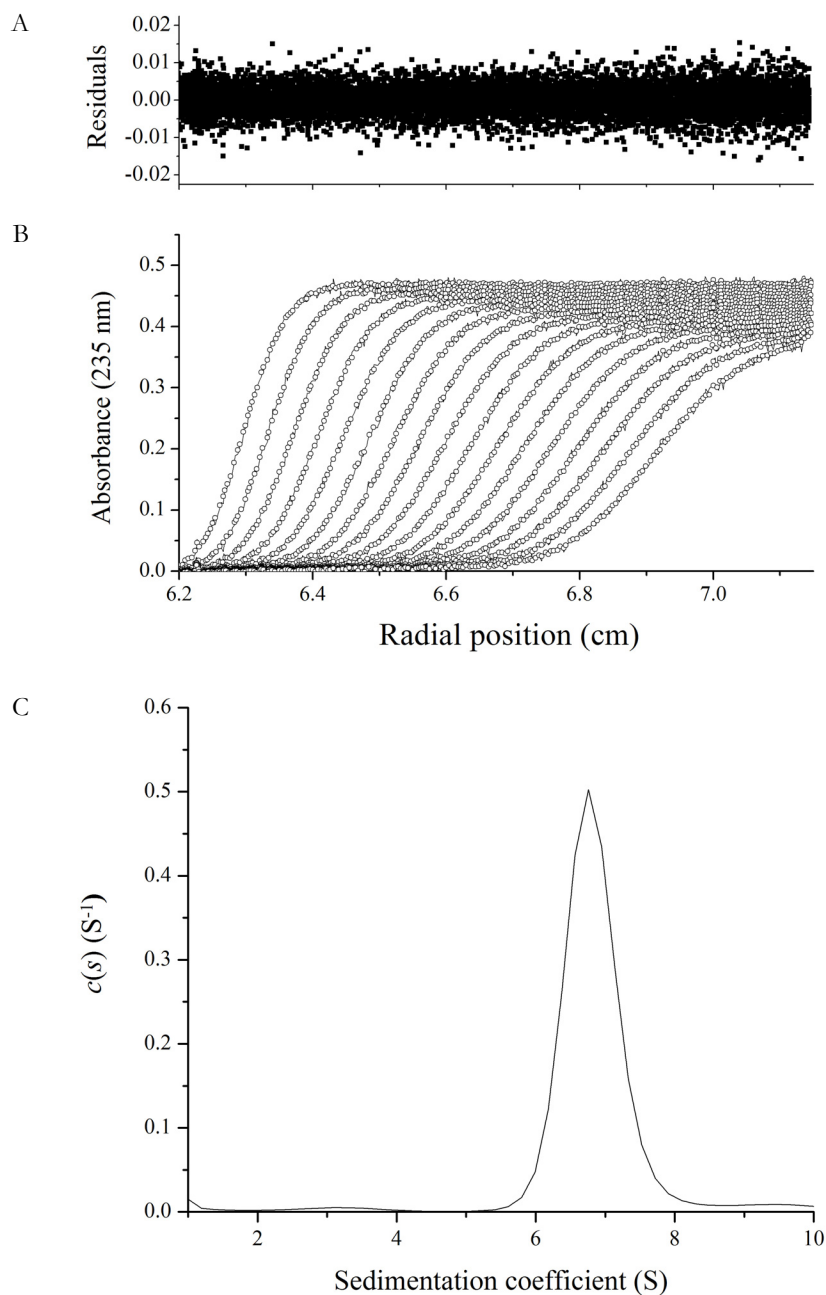 A
0.02
0.01
0.00
-0.01
-0.02
Residuals
B
0.5
0.4
0.3
0.2
0.1
0.0
Absorbance (235 nm)
6.2 6.4 6.6 6.8 7.0
Radial position (cm)
C
0.6
0.5
0.4
0.3
0.2
0.1
0.0
c(s) (S-1)
2 4 6 8 10
Sedimentation coefficient (S)